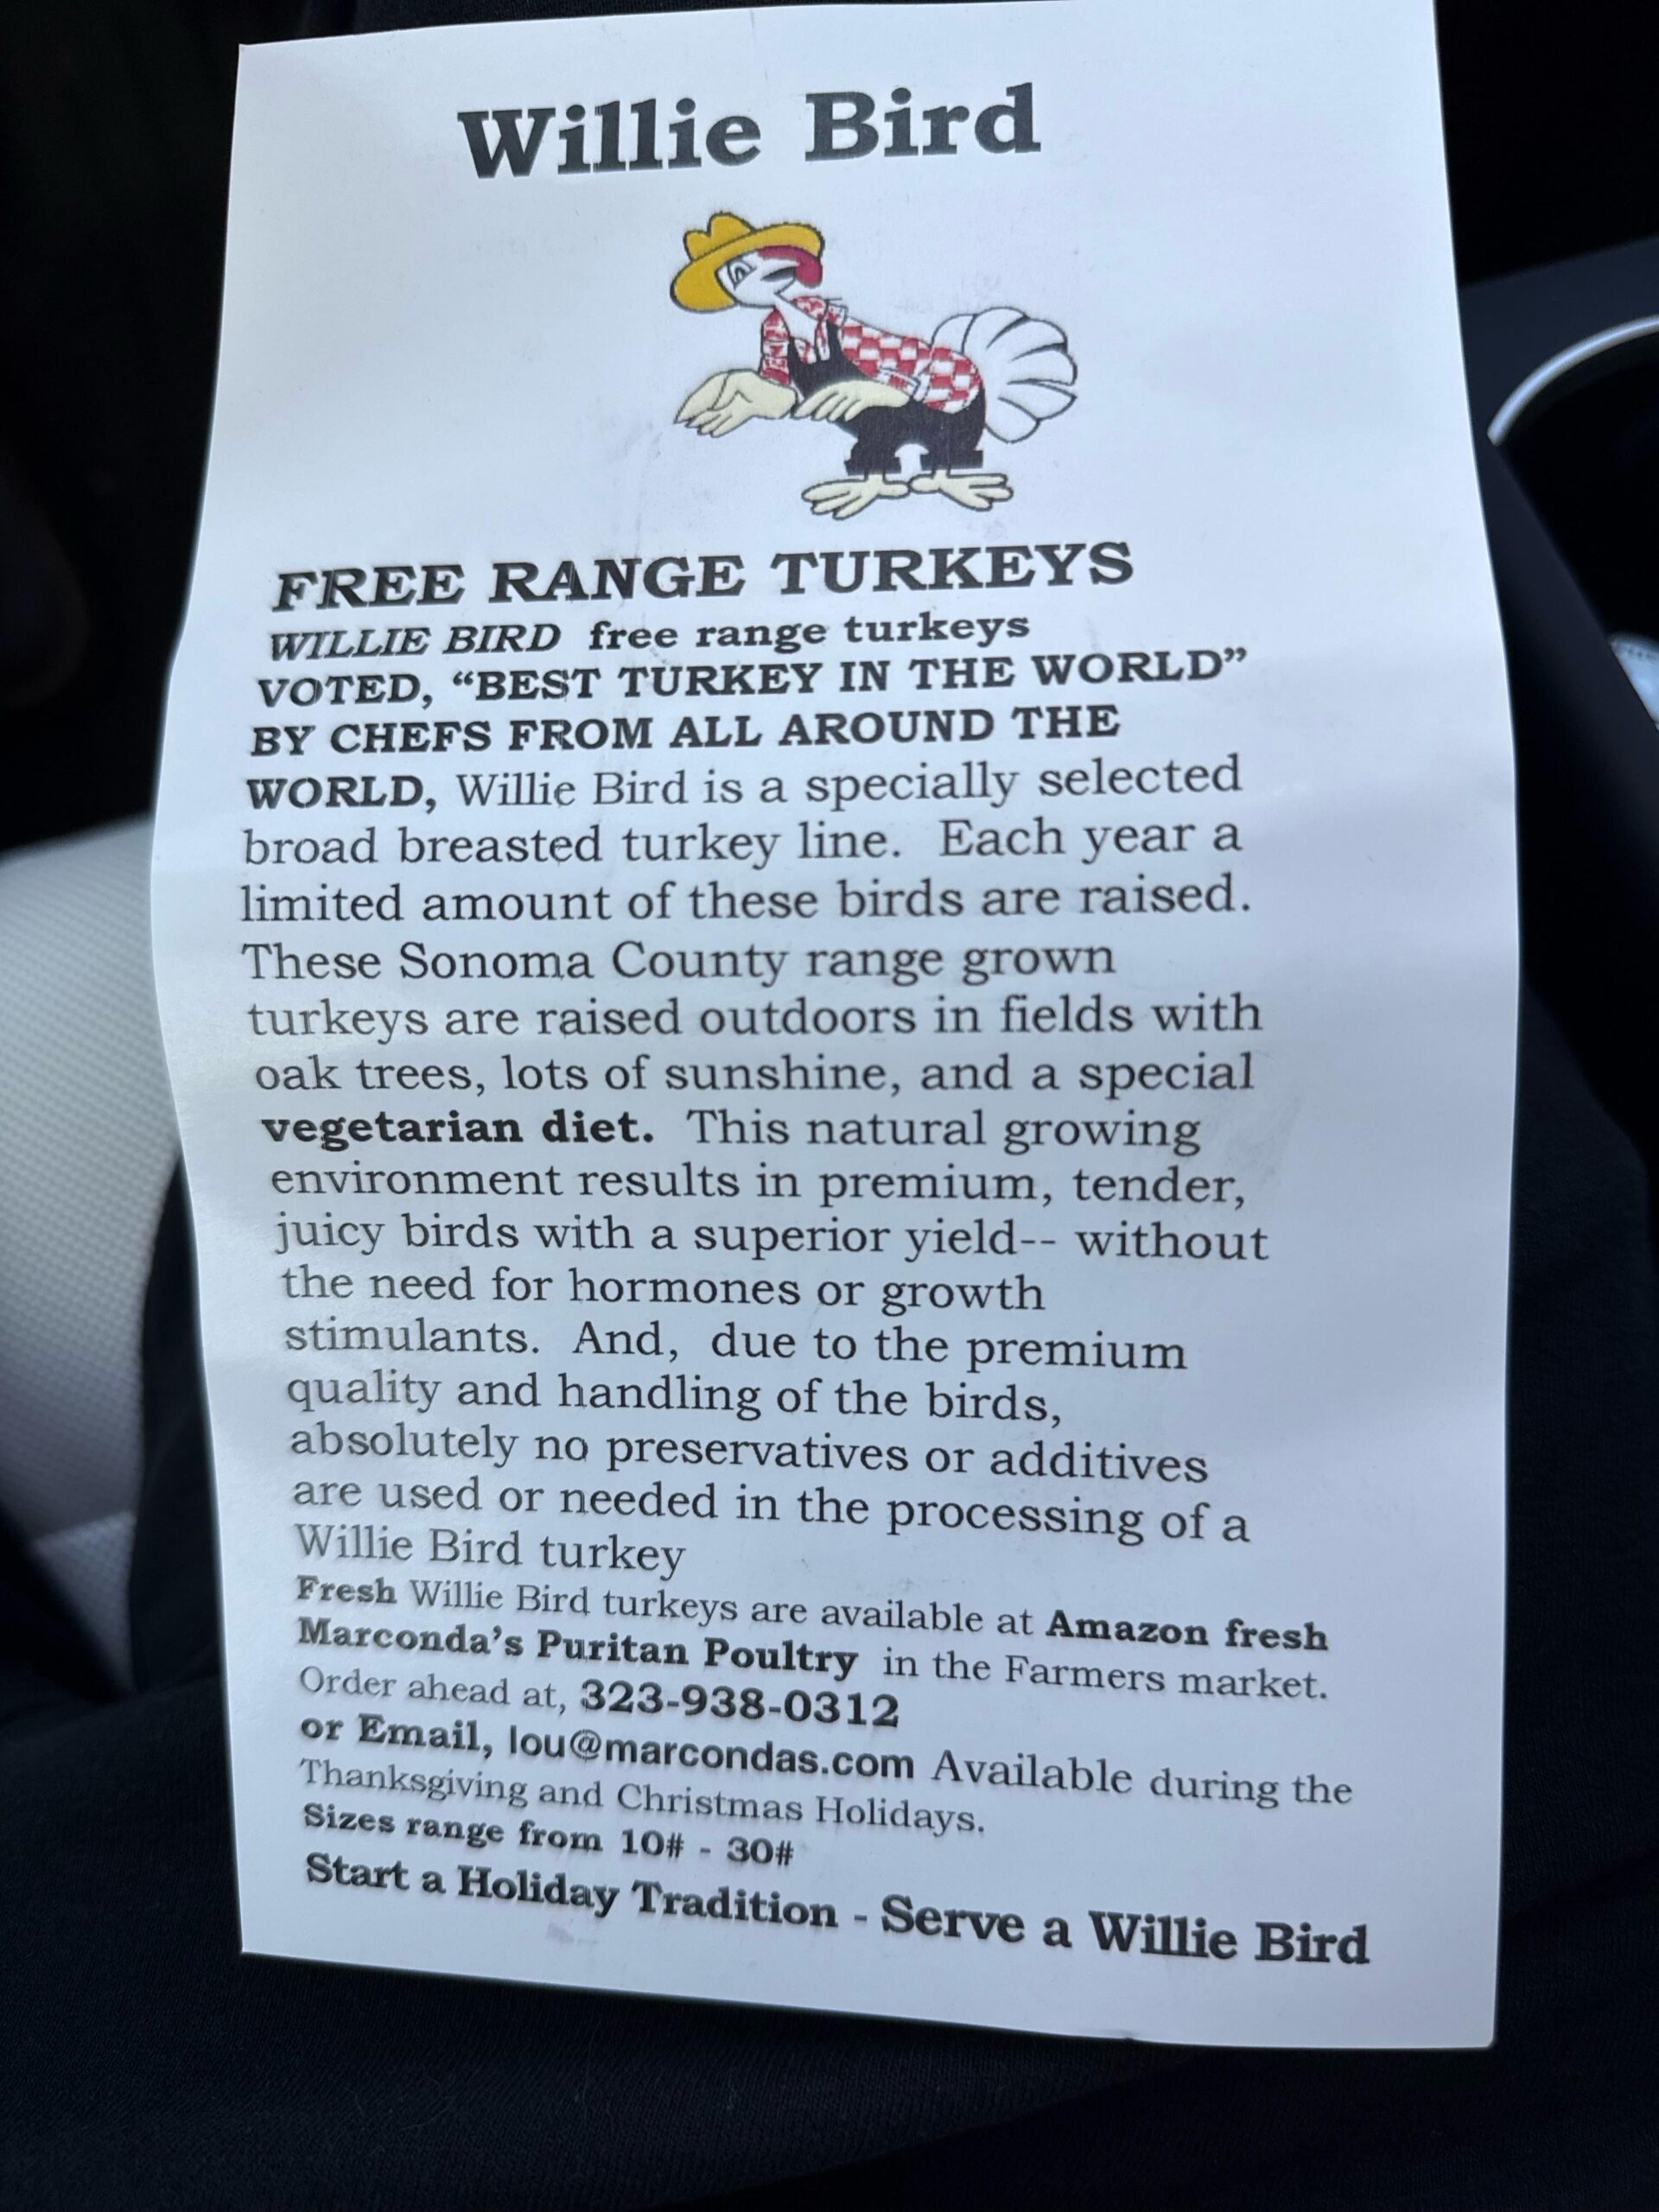 Willie Bird
FREE RANGE TURKEYS
WILLIE BIRD free range turkeys
VOTED, “BEST TURKEY IN THE WORLD”
BY CHEFS FROM ALL AROUND THE
WORLD, Willie Bird is a specially selected
broad breasted turkey line. Each year a
limited amount of these birds are raised.
These Sonoma County range grown
turkeys are raised outdoors in fields with
oak trees, lots of sunshine, and a special
vegetarian diet. This natural growing
environment results in premium, tender,
juicy birds with a superior yield-- without
the need for hormones or growth
stimulants. And, due to the premium
quality and handling of the birds,
absolutely no preservatives or additives
are used or needed in the processing of a
Willie Bird turkey
Fresh Willie Bird turkeys are available at Amazon fresh
Marconda’s Puritan Poultry in the Farmers market.
Order ahead at, 323-938-0312
or Email, lou@marcondas.com Available during the
Thanksgiving and Christmas Holidays.
Sizes range from 10# - 30#
Start a Holiday Tradition - Serve a Willie Bird